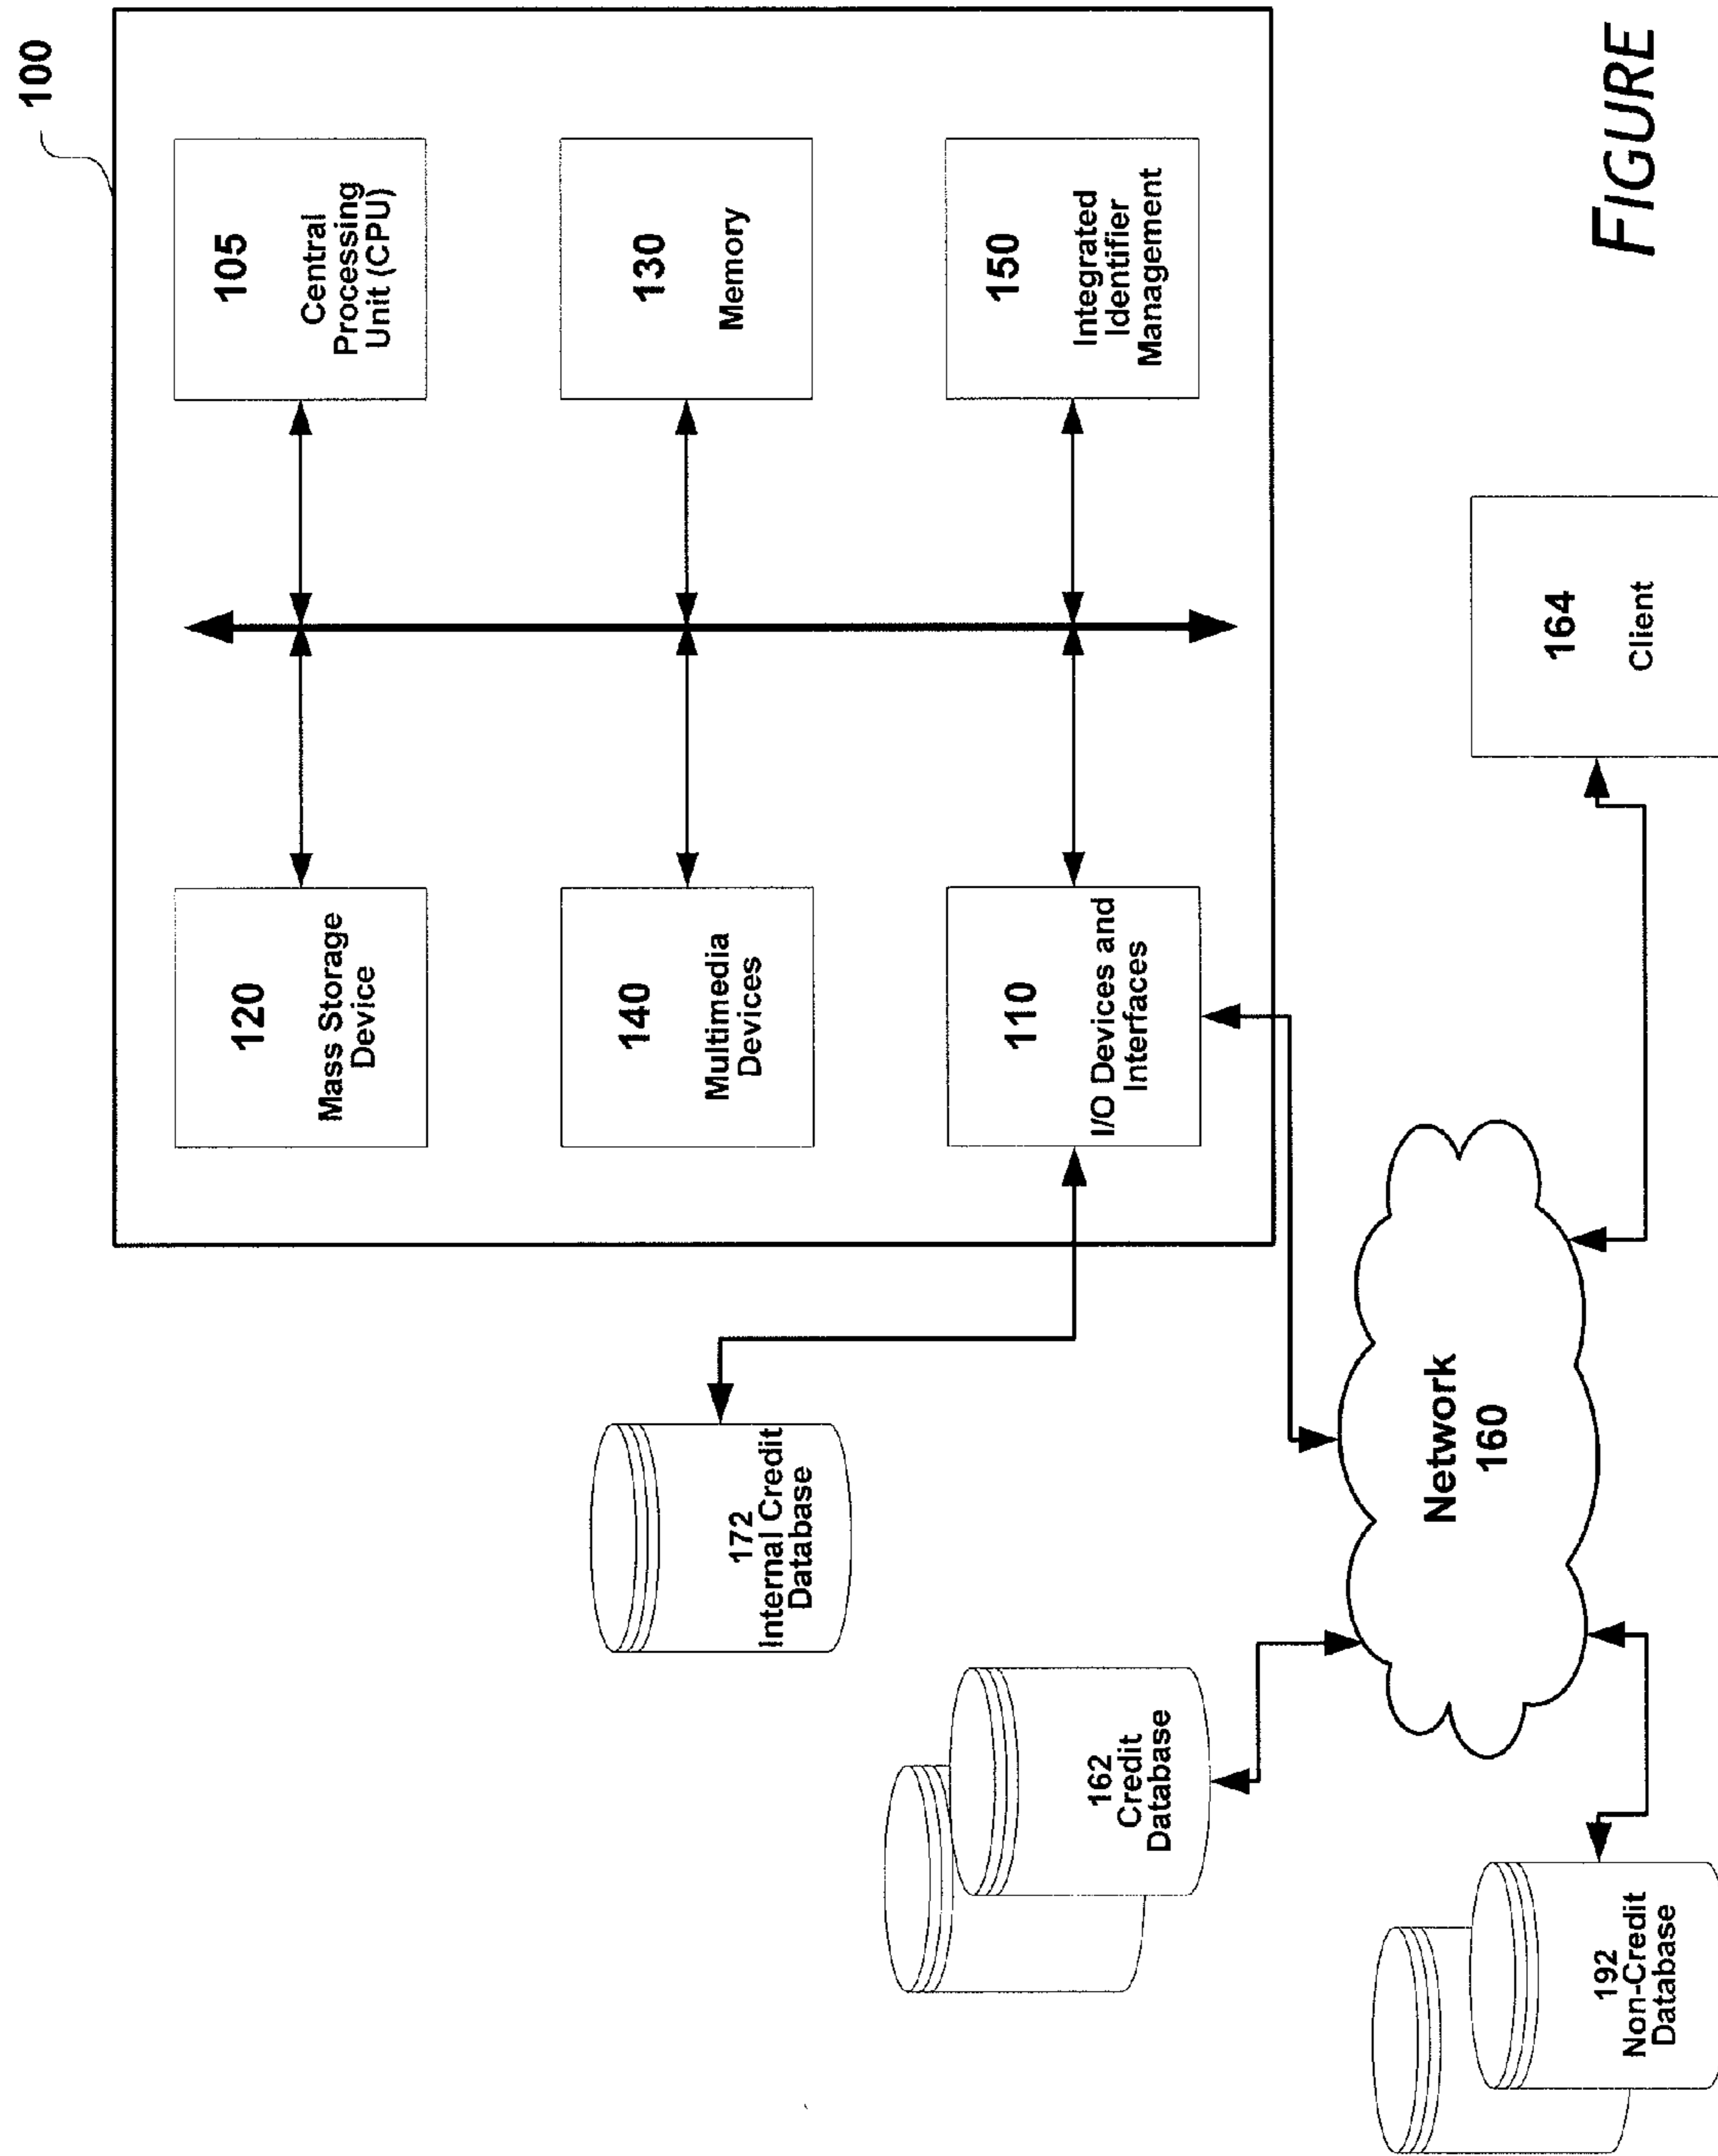 100
120
Mass Storage
Device
105
Central
Processing
Unit (CPU)
140
Multimedia
Devices
130
Memory
110
I/O Devices and
Interfaces
150
Integrated
Identifier
Management
172
Internal Credit
Database
162
Credit
Database
Network
160
192
Non-Credit
Database
164
Client
FIGURE